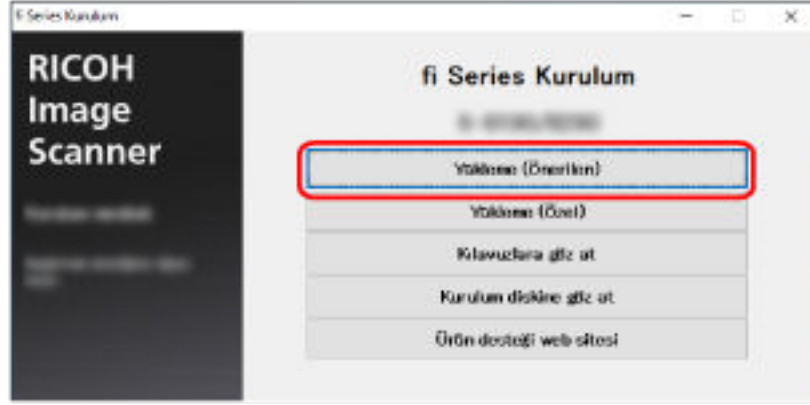 fi Series Kurulum
RICOH
Image
Scanner
fi Series Kurulum
Yükleme (Önerilen)
Yükleme (Özel)
Kılavuzlara göz at
Kurulum diskine göz at
Ürün desteği web sitesi